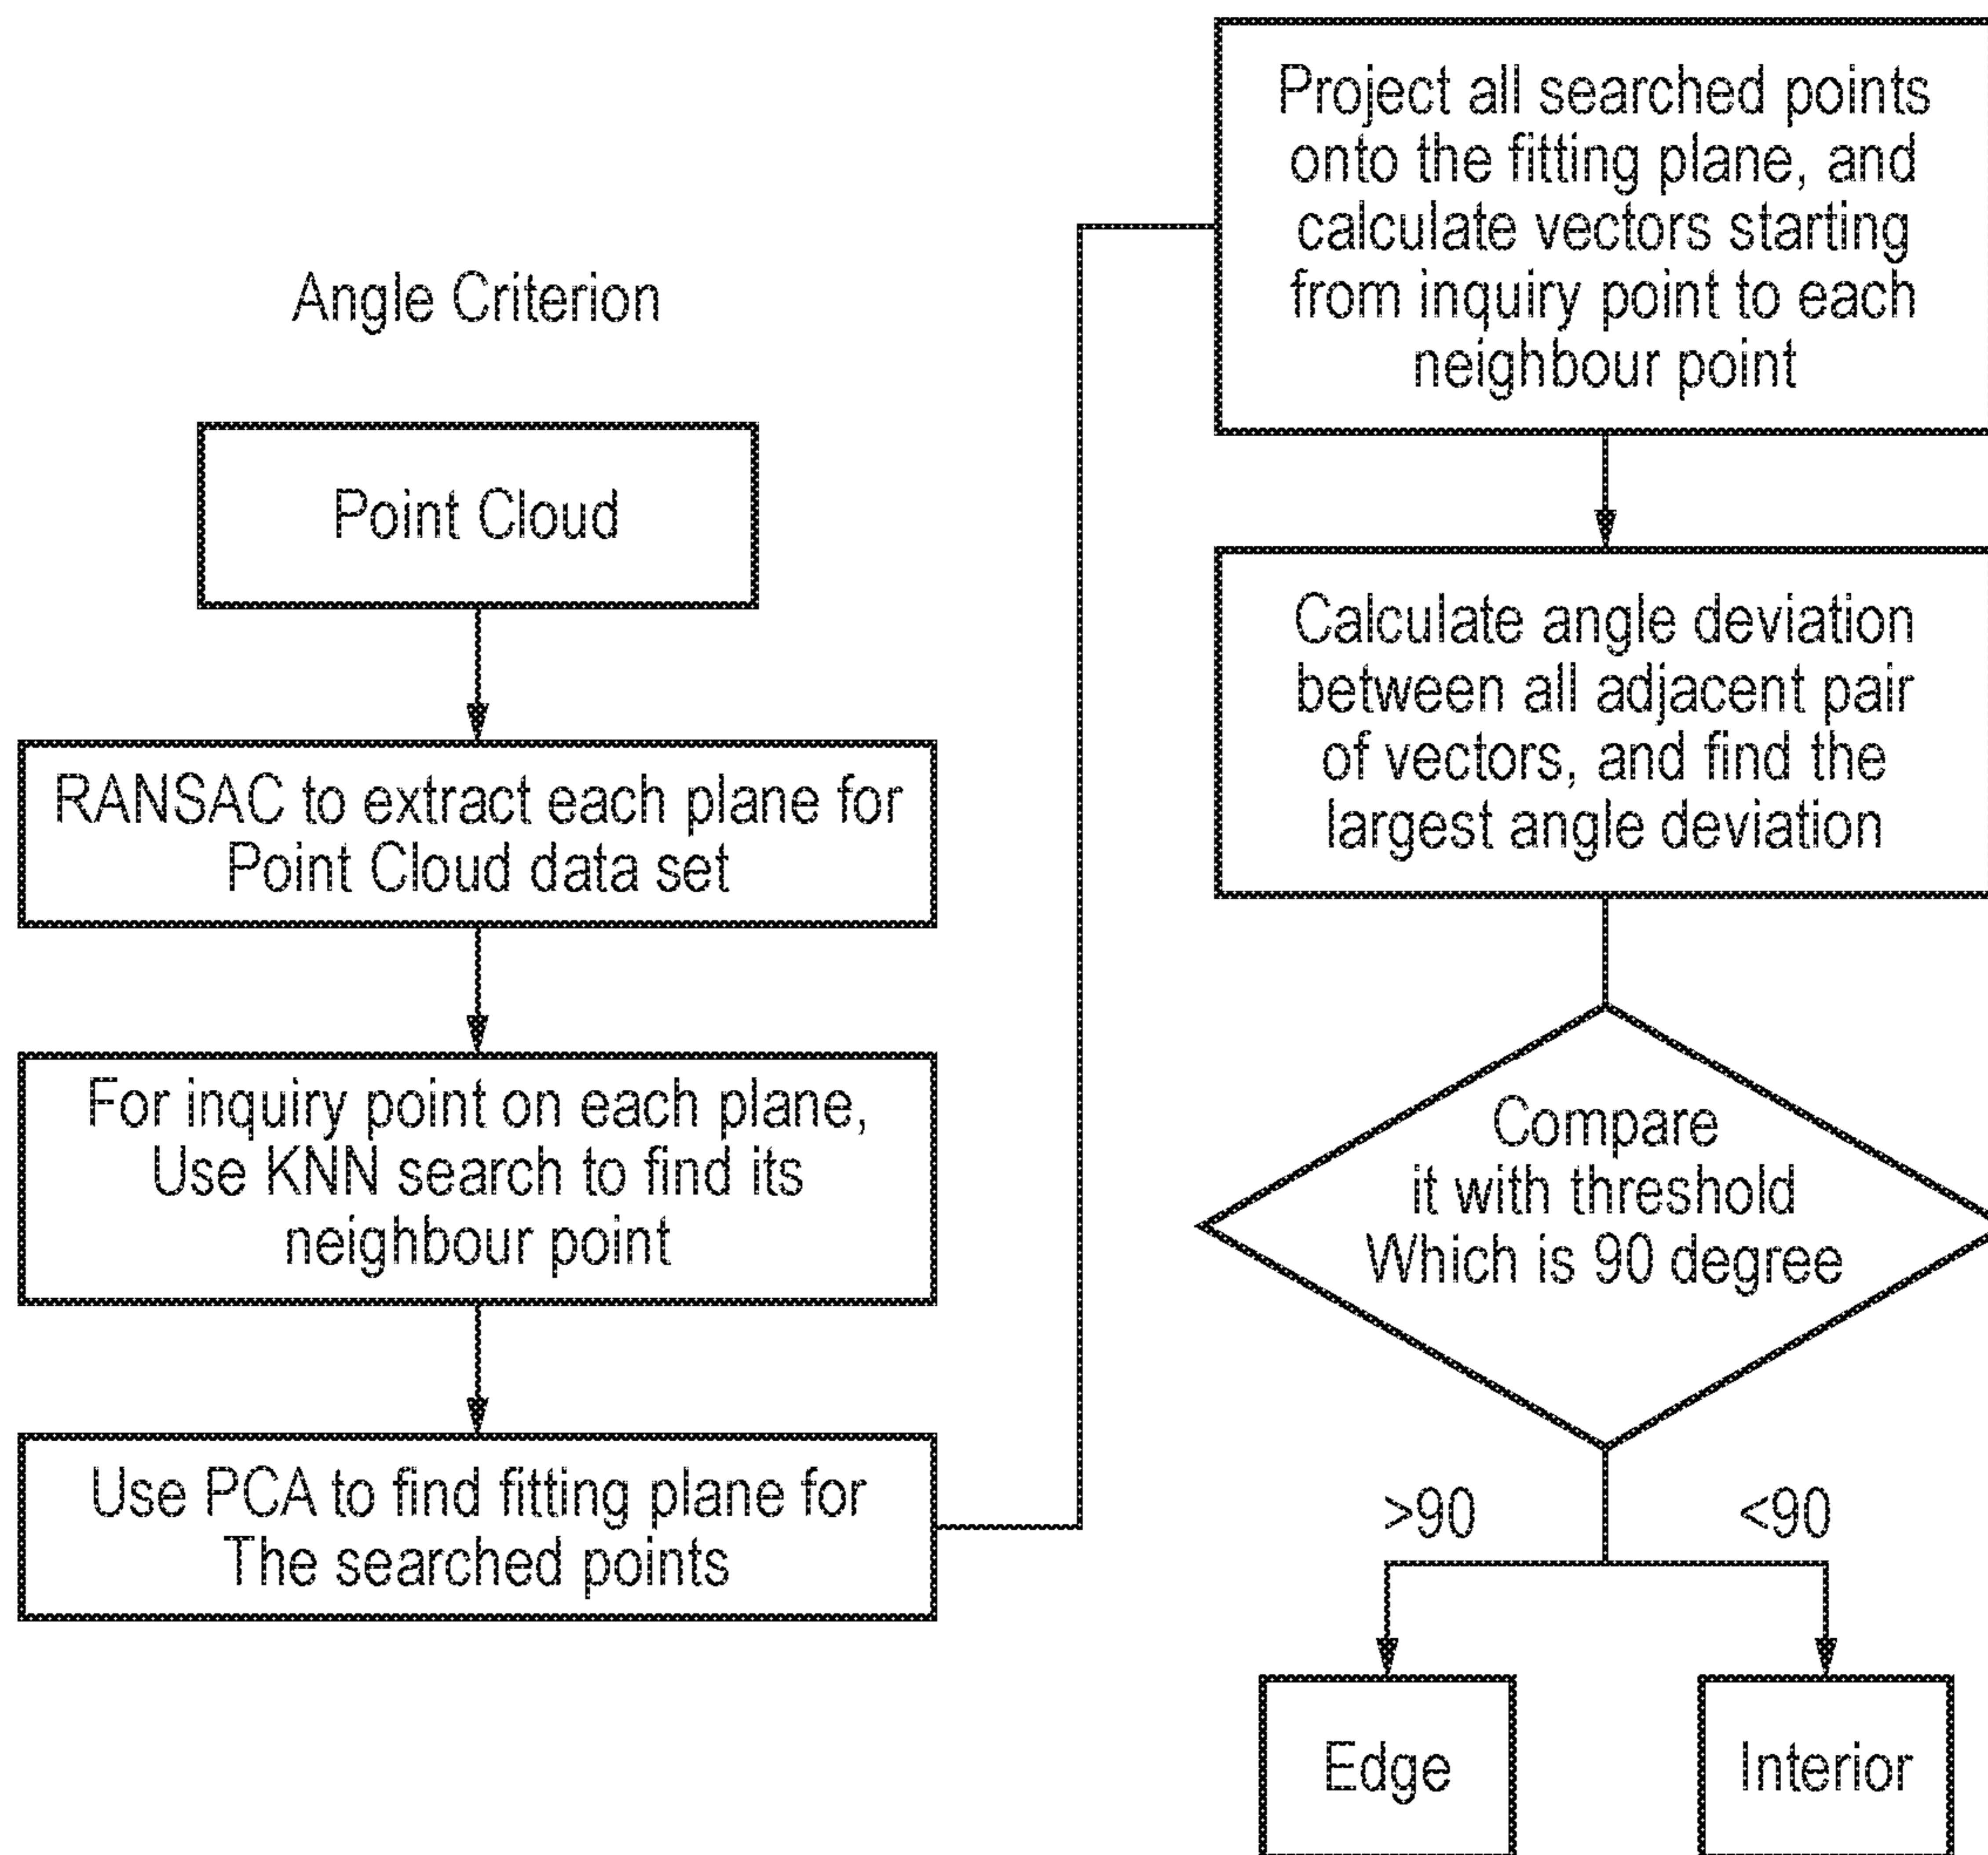 Angle Criterion
Point Cloud
RANSAC to extract each plane for
Point Cloud data set
For inquiry point on each plane,
Use KNN search to find its
neighbour point
Use PCA to find fitting plane for
The searched points
Project all searched points
onto the fitting plane, and
calculate vectors starting
from inquiry point to each
neighbour point
Calculate angle deviation
between all adjacent pair
of vectors, and find the
largest angle deviation
Compare
it with threshold
Which is 90 degree
>90
<90
Edge
Interior